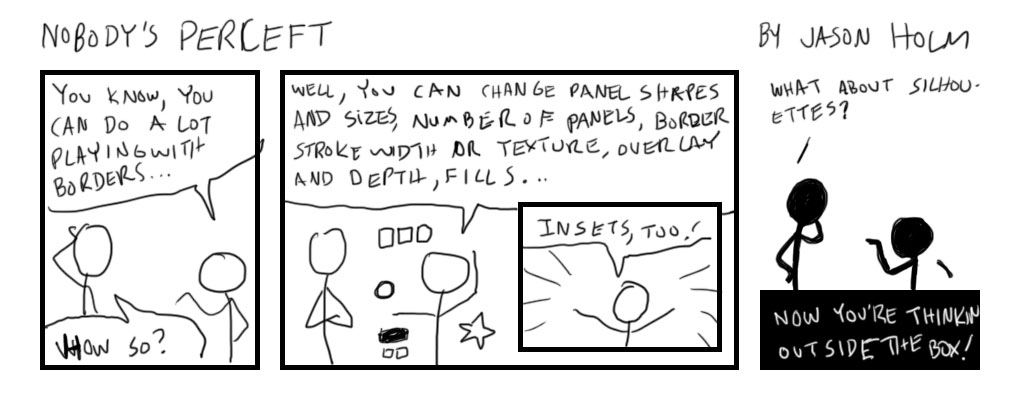 NOBODY'S PERCEFT
BY JASON HOLM
YOU KNOW, YOU
CAN DO A LOT
PLAYING WITH
BORDERS...
HOW SO?
WELL, YOU CAN CHANGE PANEL SHAPES
AND SIZES, NUMBER OF PANELS, BORDER
STROKE WIDTH OR TEXTURE, OVERLAY
AND DEPTH, FILLS...
INSETS, TOO!
WHAT ABOUT SILHOU-
ETTES?
NOW YOU'RE THINKIN
OUTSIDE THE BOX!